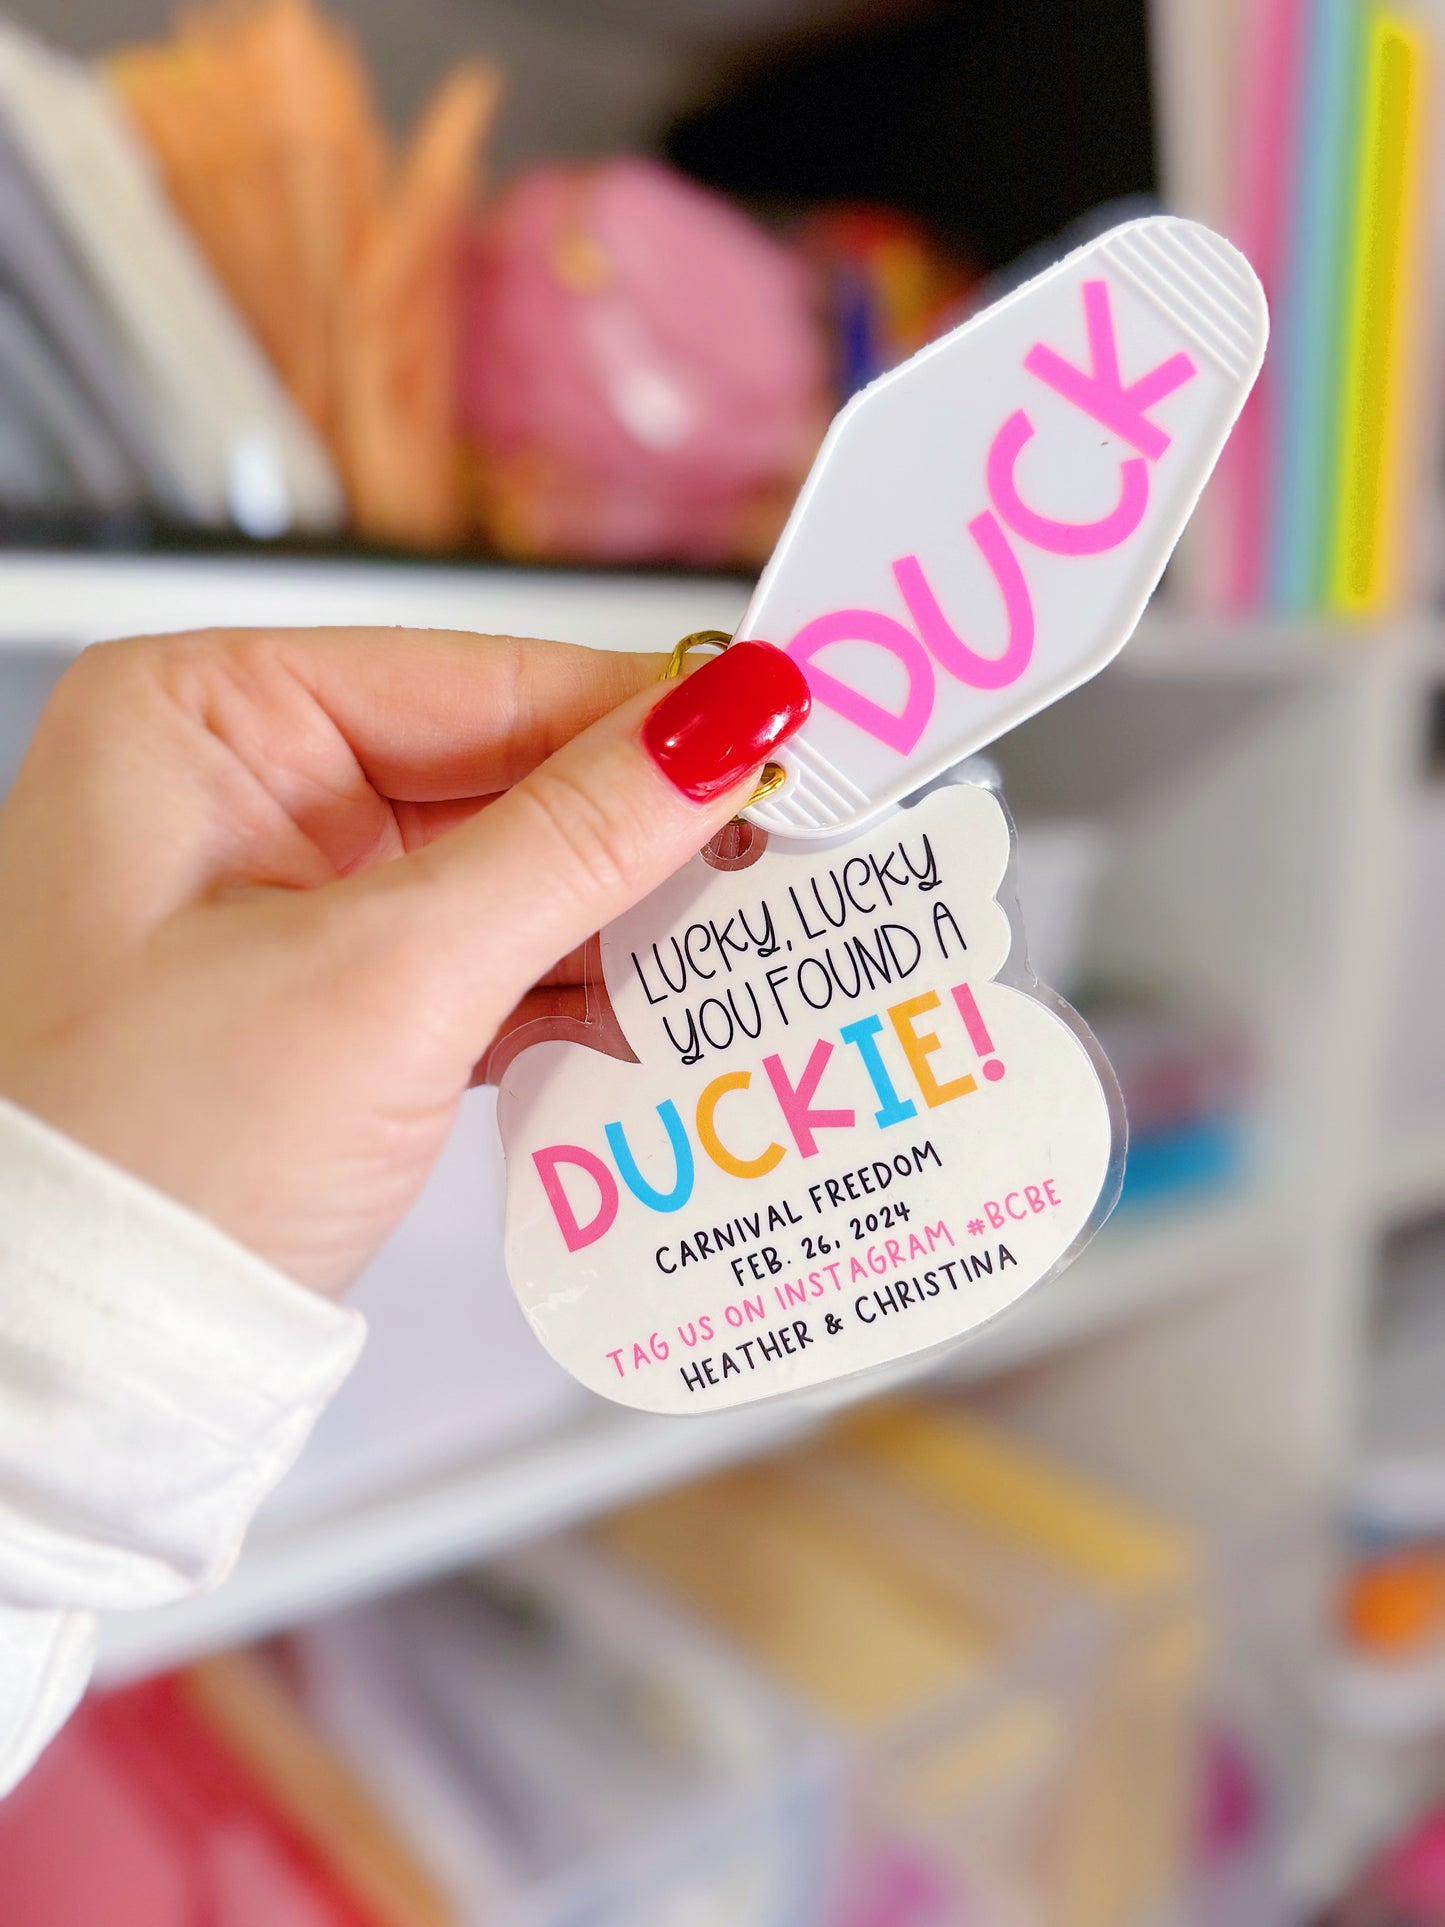 DUCK
LUCKY, LUCKY
YOU FOUND A
DUCKIE!
CARNIVAL FREEDOM
FEB. 26, 2024
TAG US ON INSTAGRAM #BCBE
HEATHER & CHRISTINA